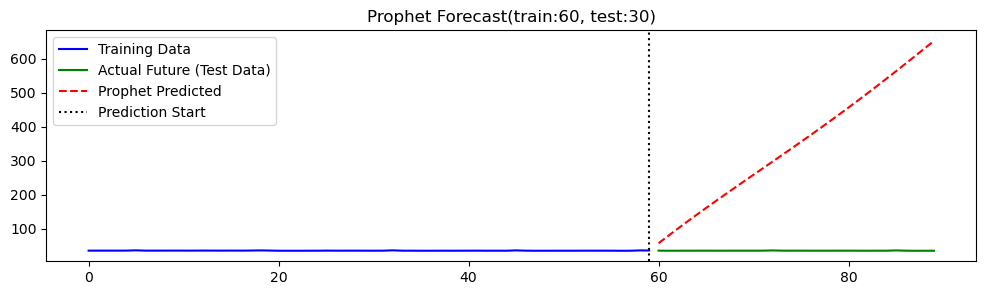 Prophet Forecast(train:60, test:30)
Training Data
Actual Future (Test Data)
Prophet Predicted
Prediction Start
600
500
400
300
200
100
0 20 40 60 80